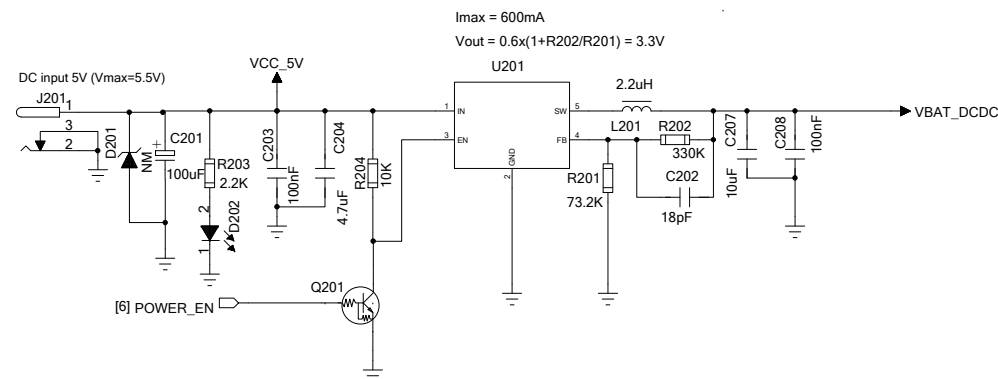 Imax = 600mA
Vout = 0.6x(1+R202/R201) = 3.3V
U201
VCC_5V
DC input 5V (Vmax=5.5V)
J201
1
3
2
D201
NM
C201
100uF
R203
2.2K
2
D202
1
C203
100nF
C204
4.7uF
R204
10K
1
IN
3
EN
GND
2
SW
5
FB
4
2.2uH
L201
R202
330K
C202
18pF
R201
73.2K
C207
10uF
C208
100nF
VBAT_DCDC
Q201
[6] POWER_EN